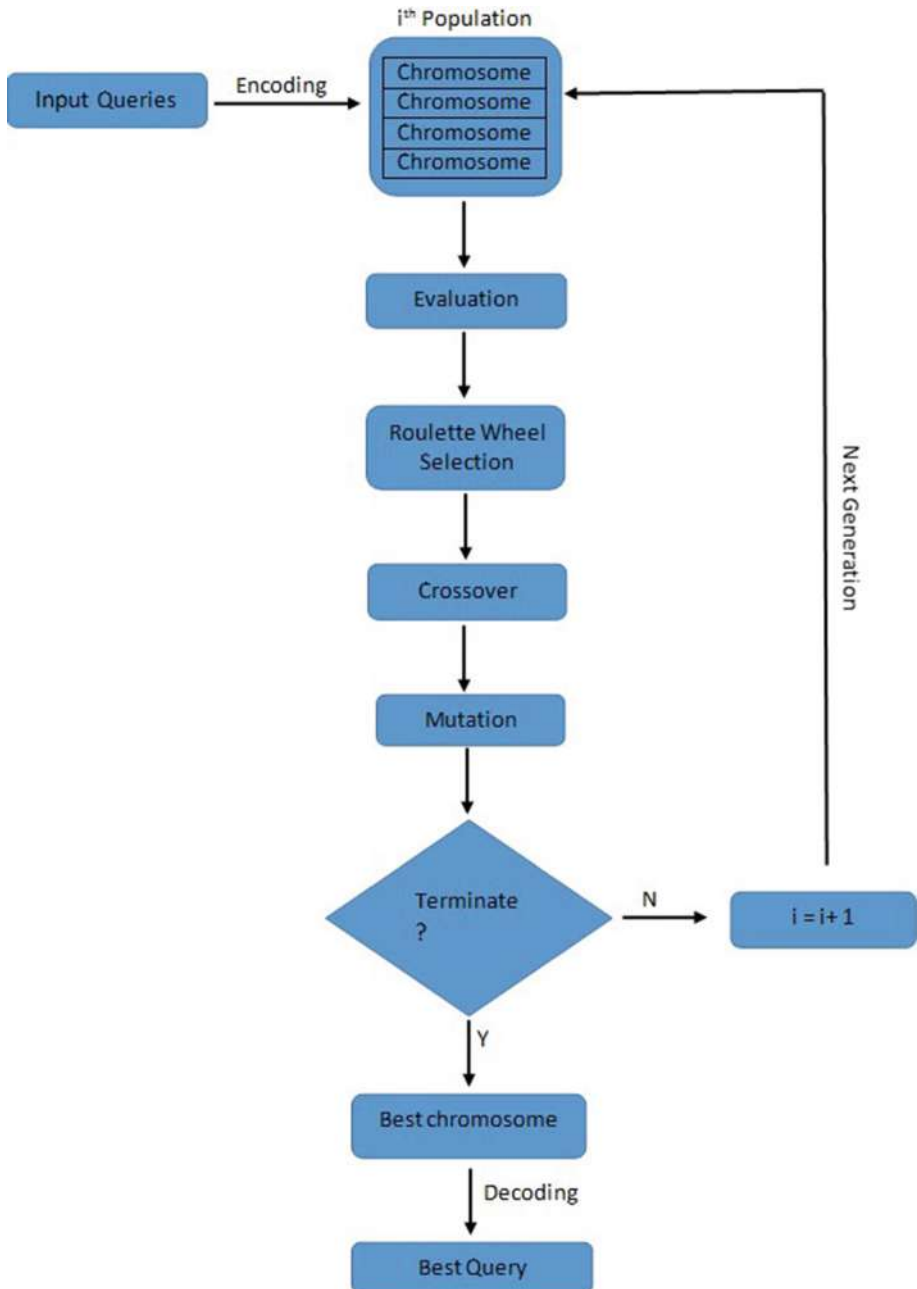 iᵗʰ Population
Input Queries
Encoding
Chromosome
Chromosome
Chromosome
Chromosome
Evaluation
Roulette Wheel
Selection
Crossover
Mutation
Next Generation
Terminate
?
N
i = i+ 1
Y
Best chromosome
Decoding
Best Query